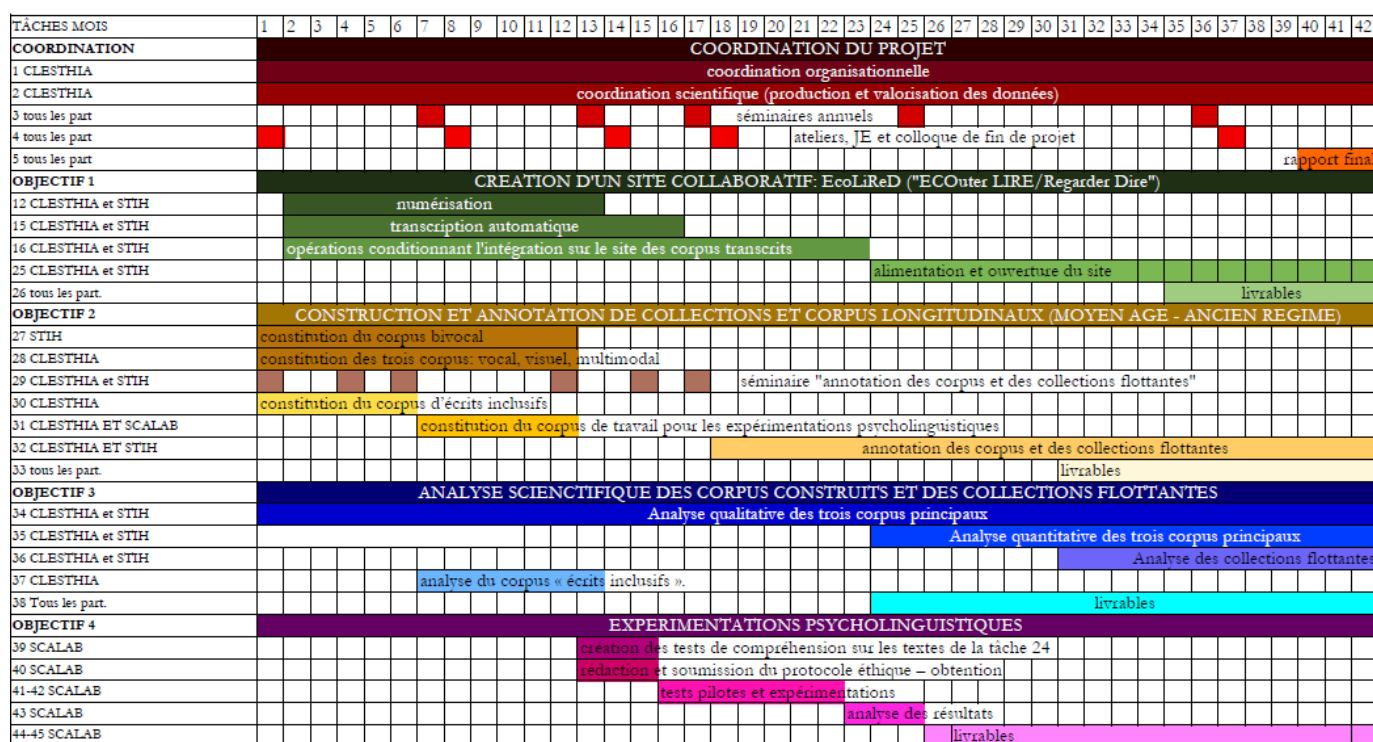 TÂCHES MOIS 1 2 3 4 5 6 7 8 9 10 11 12 13 14 15 16 17 18 19 20 21 22 23 24 25 26 27 28 29 30 31 32 33 34 35 36 37 38 39 40 41 42
COORDINATION COORDINATION DU PROJET
1 CLESTHIA coordination organisationnelle
2 CLESTHIA coordination scientifique (production et valorisation des données)
3 tous les part séminaires annuels
4 tous les part ateliers, JE et colloque de fin de projet
5 tous les part rapport final
OBJECTIF 1 CREATION D'UN SITE COLLABORATIF: EcoLiReD ("ECOuter LIRE/Regarder Dire")
12 CLESTHIA et STIH numérisation
15 CLESTHIA et STIH transcription automatique
16 CLESTHIA et STIH opérations conditionnant l'intégration sur le site des corpus transcrits
25 CLESTHIA et STIH alimentation et ouverture du site
26 tous les part. livrables
OBJECTIF 2 CONSTRUCTION ET ANNOTATION DE COLLECTIONS ET CORPUS LONGITUDINAUX (MOYEN AGE - ANCIEN REGIME)
27 STIH constitution du corpus bivocal
28 CLESTHIA constitution des trois corpus: vocal, visuel, multimodal
29 CLESTHIA et STIH séminaire "annotation des corpus et des collections flottantes"
30 CLESTHIA constitution du corpus d'écrits inclusifs
31 CLESTHIA ET SCALAB constitution du corpus de travail pour les expérimentations psycholinguistiques
32 CLESTHIA ET STIH annotation des corpus et des collections flottantes
33 tous les part. livrables
OBJECTIF 3 ANALYSE SCIENCTIFIQUE DES CORPUS CONSTRUITS ET DES COLLECTIONS FLOTTANTES
34 CLESTHIA et STIH Analyse qualitative des trois corpus principaux
35 CLESTHIA et STIH Analyse quantitative des trois corpus principaux
36 CLESTHIA et STIH Analyse des collections flottantes
37 CLESTHIA analyse du corpus « écrits inclusifs ».
38 Tous les part. livrables
OBJECTIF 4 EXPERIMENTATIONS PSYCHOLINGUISTIQUES
39 SCALAB création des tests de compréhension sur les textes de la tâche 24
40 SCALAB rédaction et soumission du protocole éthique – obtention
41-42 SCALAB tests pilotes et expérimentations
43 SCALAB analyse des résultats
44-45 SCALAB livrables